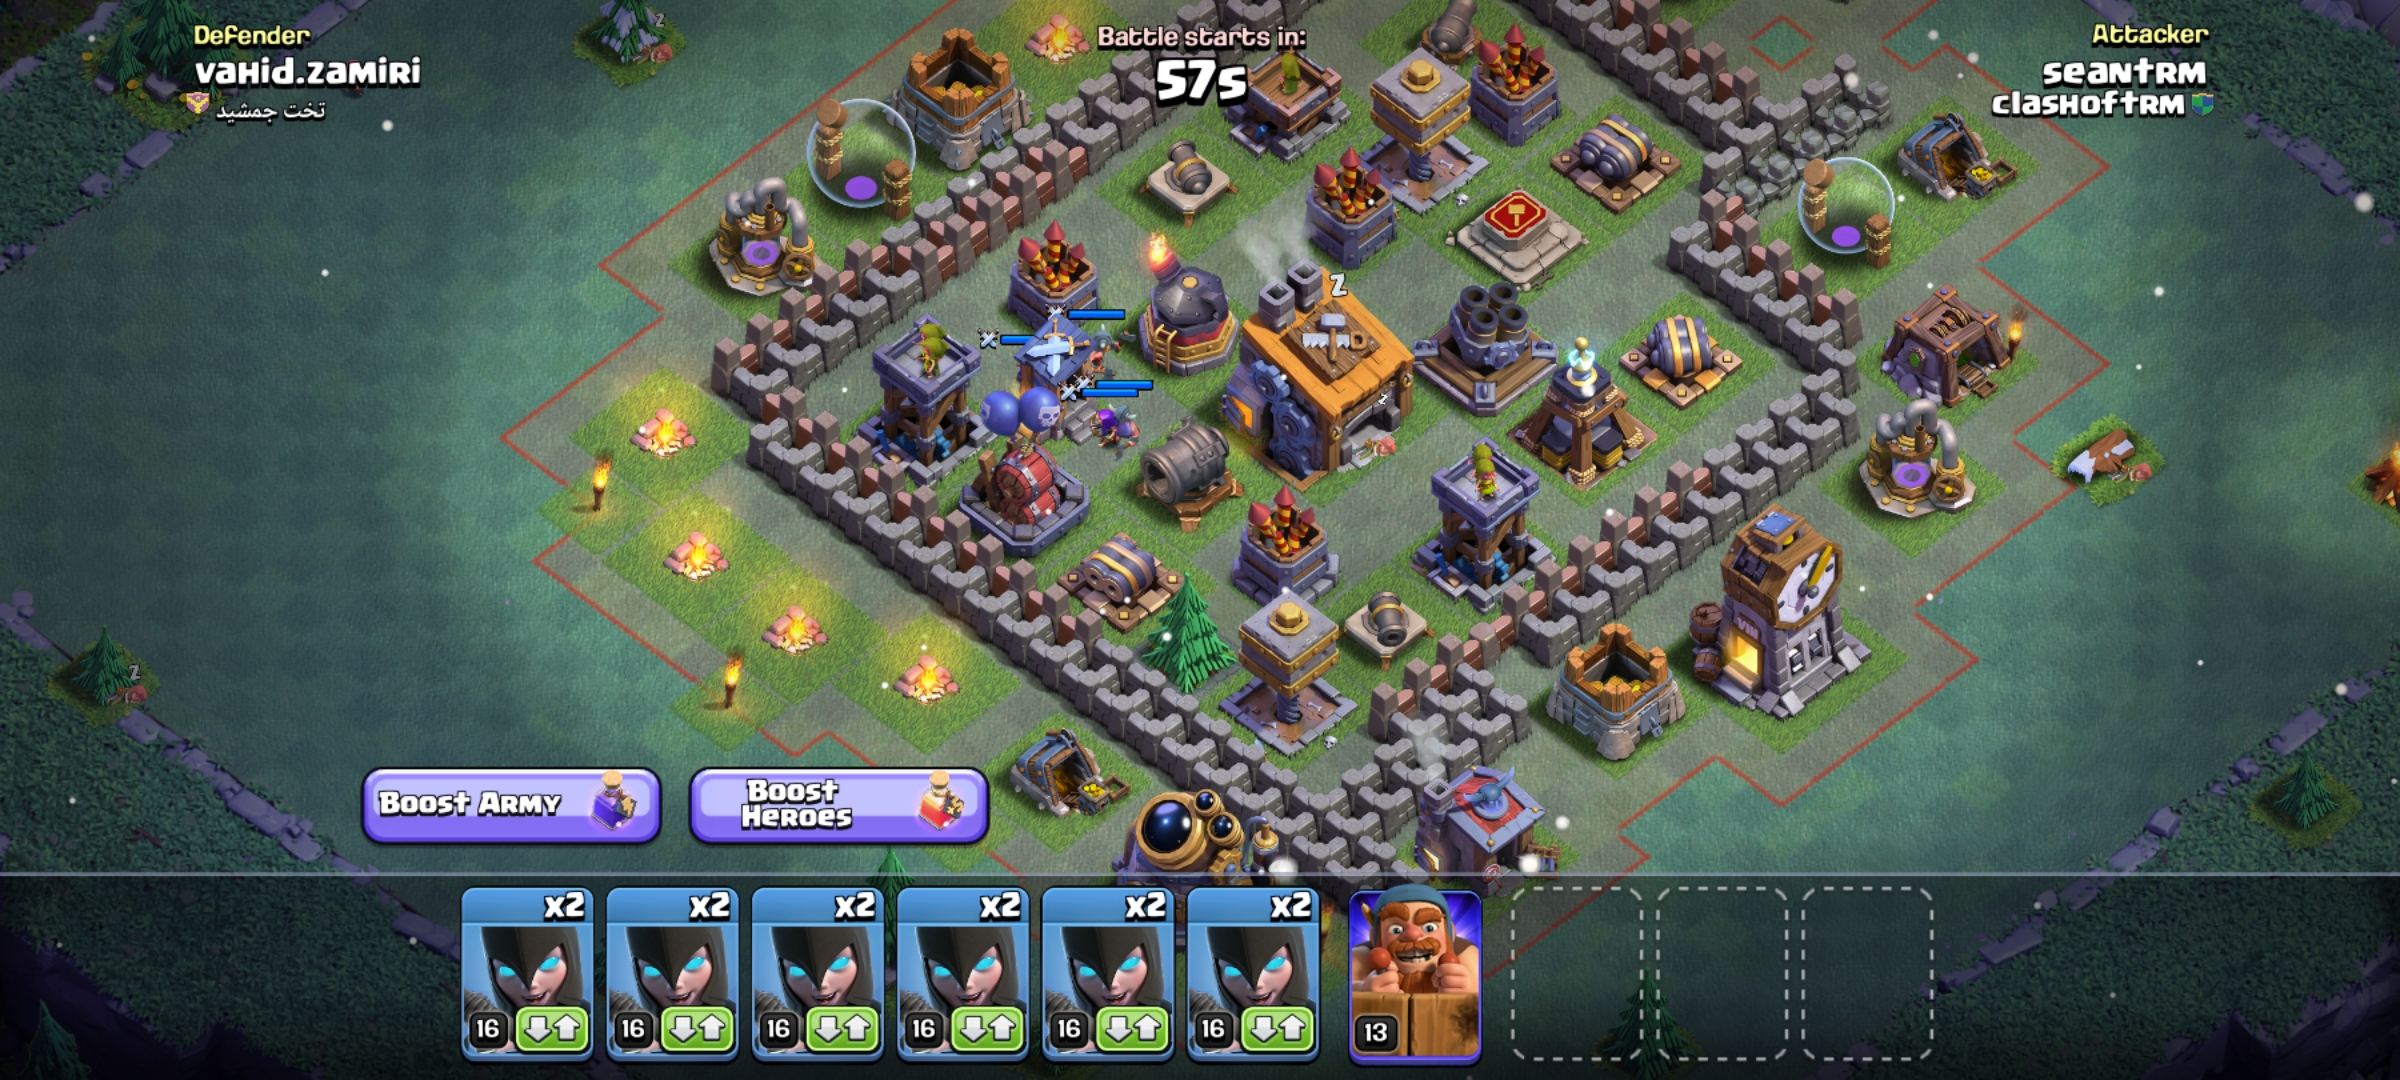 Defender
vahid.zamiri
تخت جمشید
Battle starts in:
57s
Attacker
seantRM
clashoftRM
Boost Army
Boost
Heroes
x2
x2
x2
x2
x2
x2
16
16
16
16
16
16
13